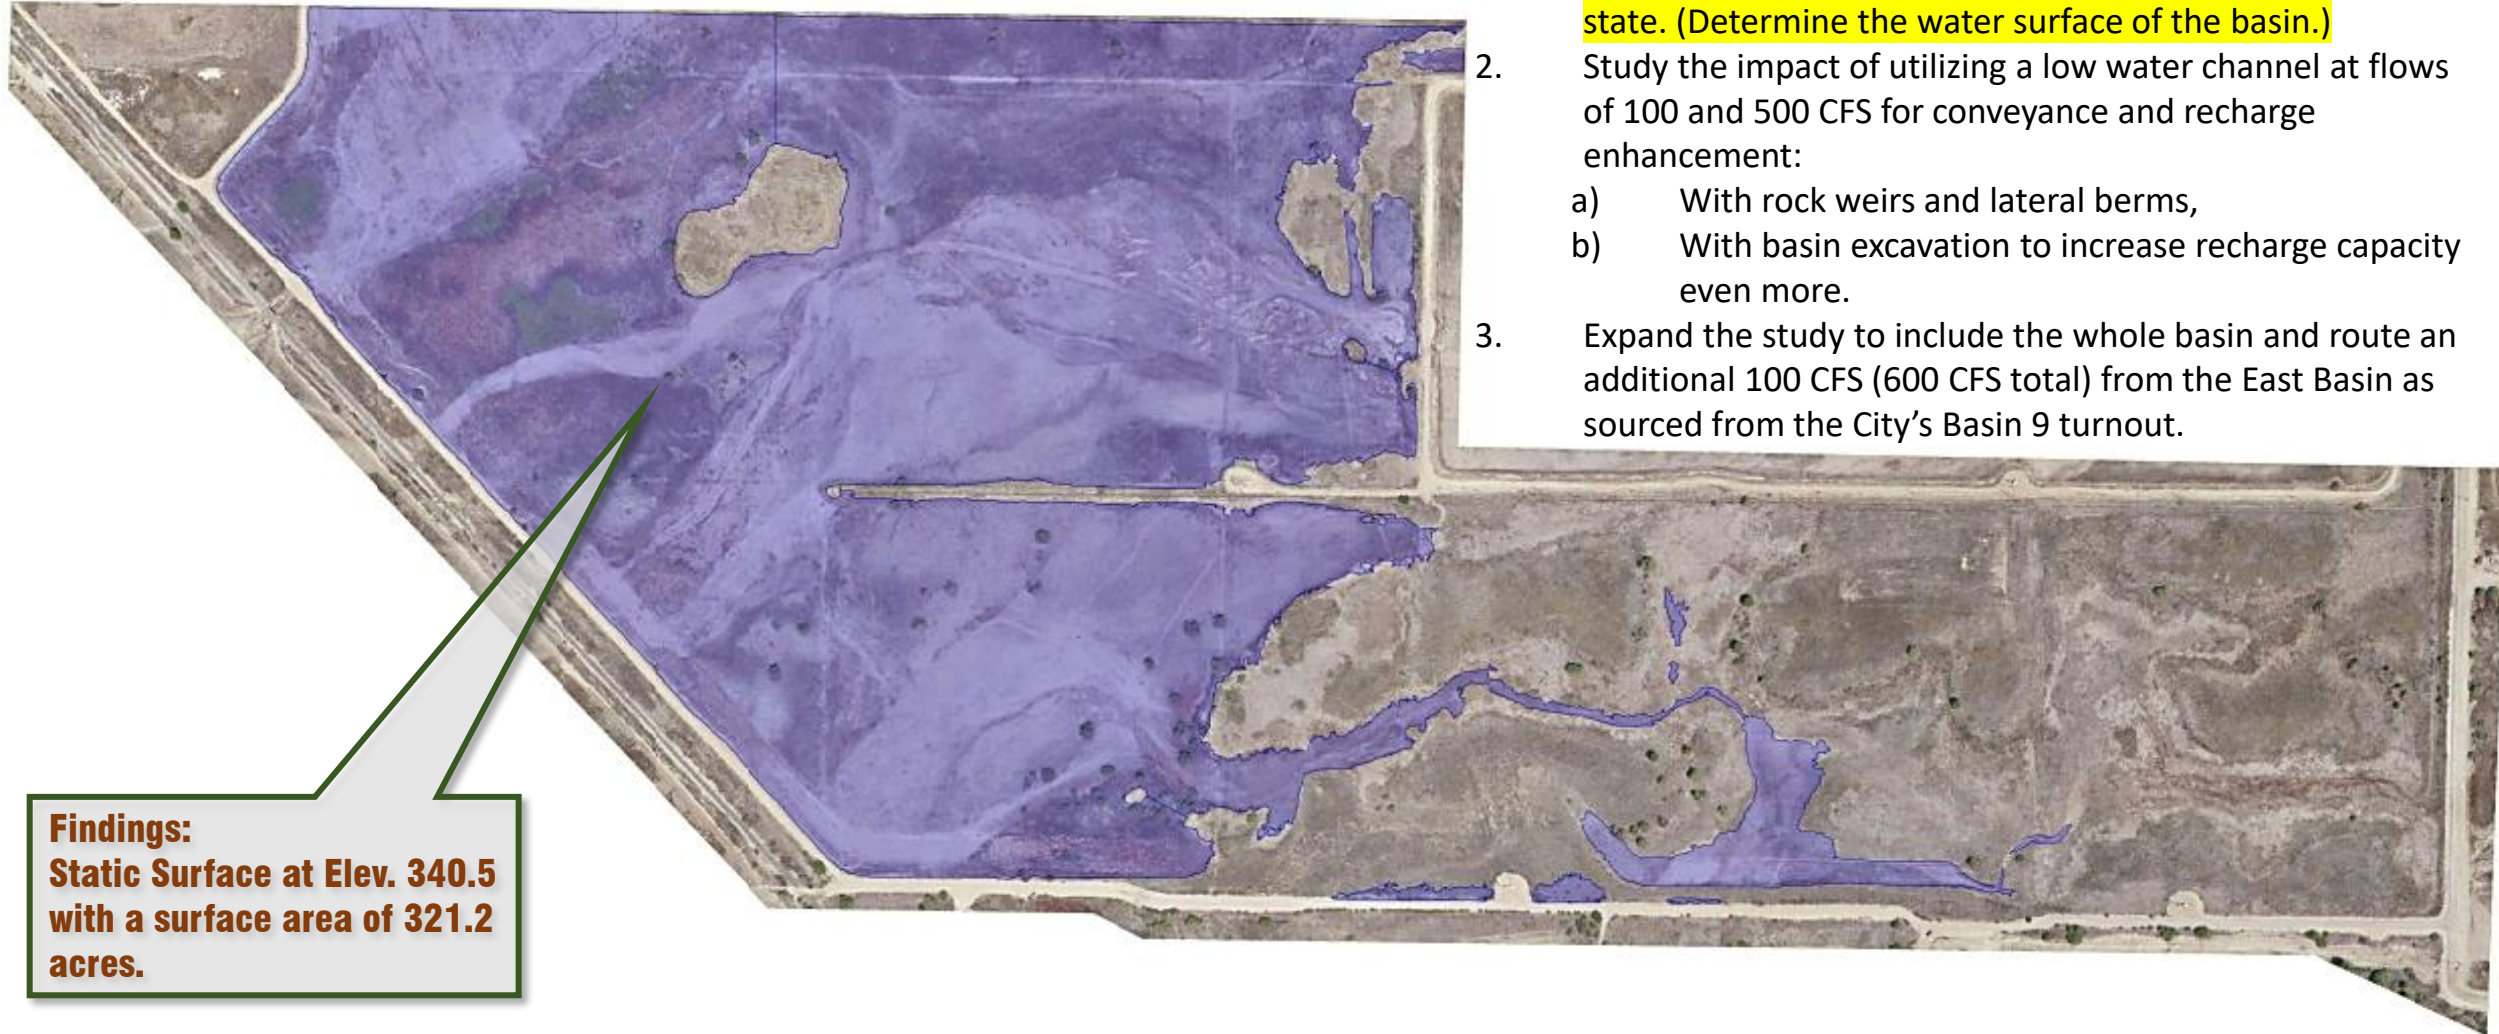 state. (Determine the water surface of the basin.)
2. Study the impact of utilizing a low water channel at flows
of 100 and 500 CFS for conveyance and recharge
enhancement:
a) With rock weirs and lateral berms,
b) With basin excavation to increase recharge capacity
even more.
3. Expand the study to include the whole basin and route an
additional 100 CFS (600 CFS total) from the East Basin as
sourced from the City’s Basin 9 turnout.
Findings:
Static Surface at Elev. 340.5
with a surface area of 321.2
acres.